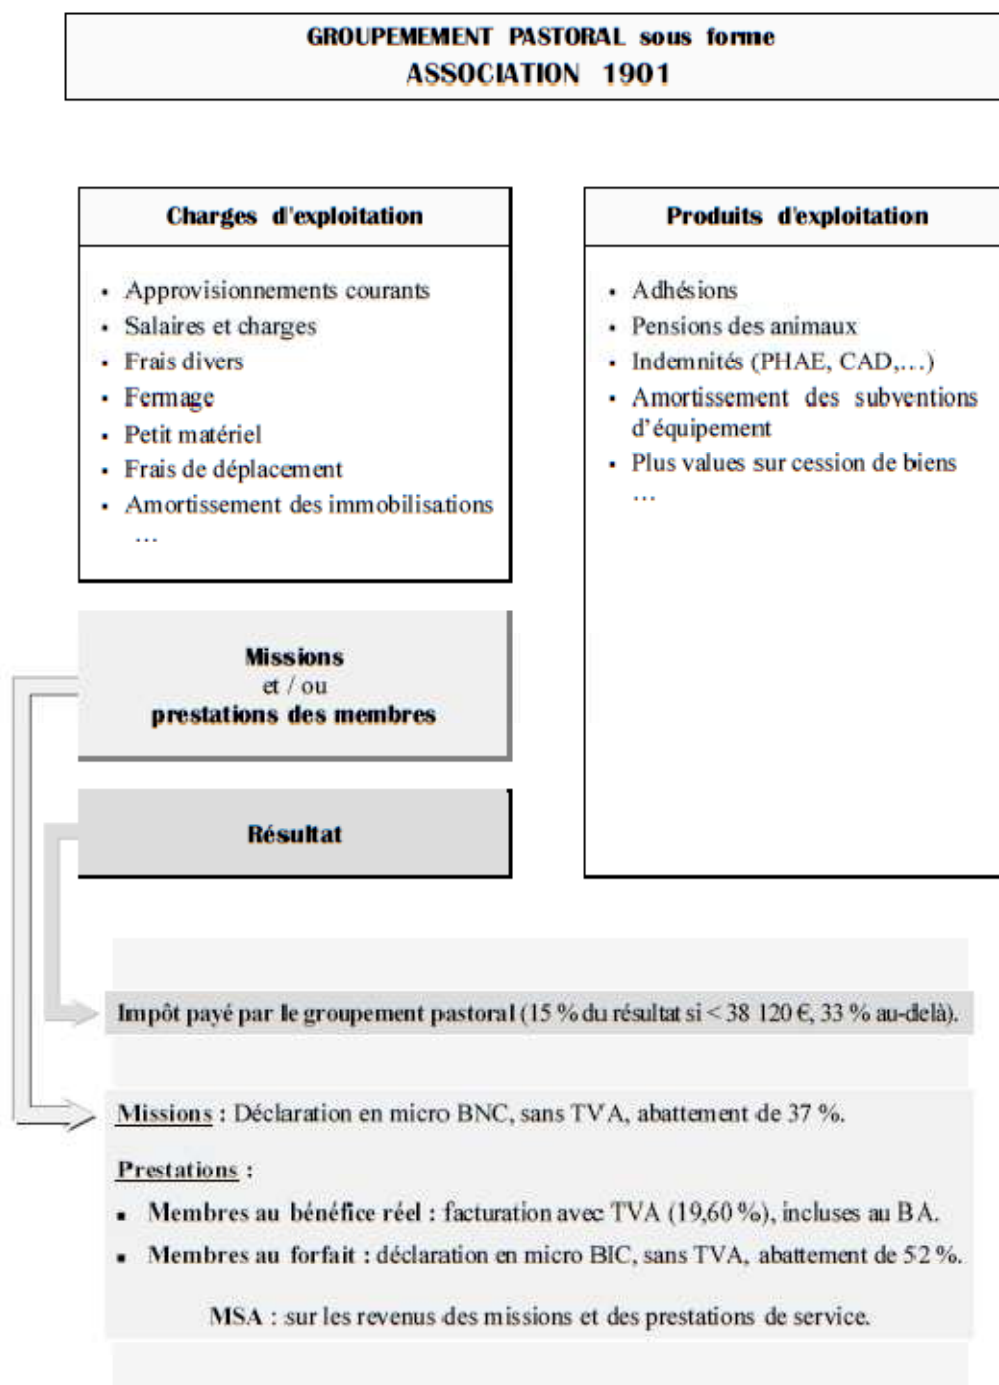 GROUPEMEMENT PASTORAL sous forme
ASSOCIATION 1901
Charges d'exploitation
• Approvisionnements courants
• Salaires et charges
• Frais divers
• Fermage
• Petit matériel
• Frais de déplacement
• Amortissement des immobilisations
…
Produits d'exploitation
• Adhésions
• Pensions des animaux
• Indemnités (PHAE, CAD,…)
• Amortissement des subventions
d'équipement
• Plus values sur cession de biens
…
Missions
et / ou
prestations des membres
Résultat
Impôt payé par le groupement pastoral (15 % du résultat si < 38 120 €, 33 % au-delà).
Missions : Déclaration en micro BNC, sans TVA, abattement de 37 %.
Prestations :
▪ Membres au bénéfice réel : facturation avec TVA (19,60 %), incluses au BA.
▪ Membres au forfait : déclaration en micro BIC, sans TVA, abattement de 52 %.
MSA : sur les revenus des missions et des prestations de service.